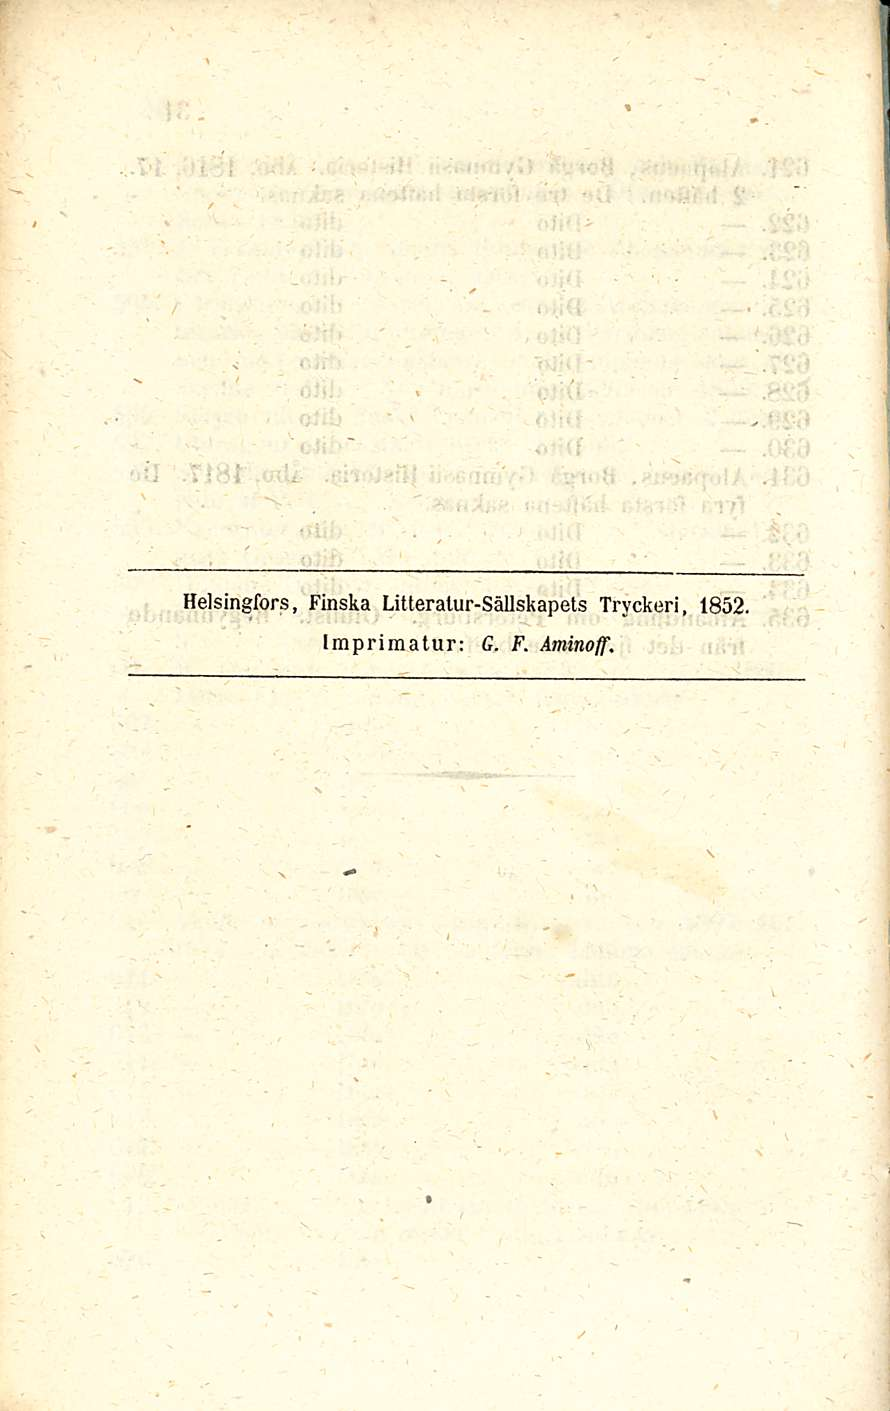 Helsingfors, Finska Litteratur-Sällskapets Tryckeri, 1852.
Imprimatur: G. F. Aminoff.